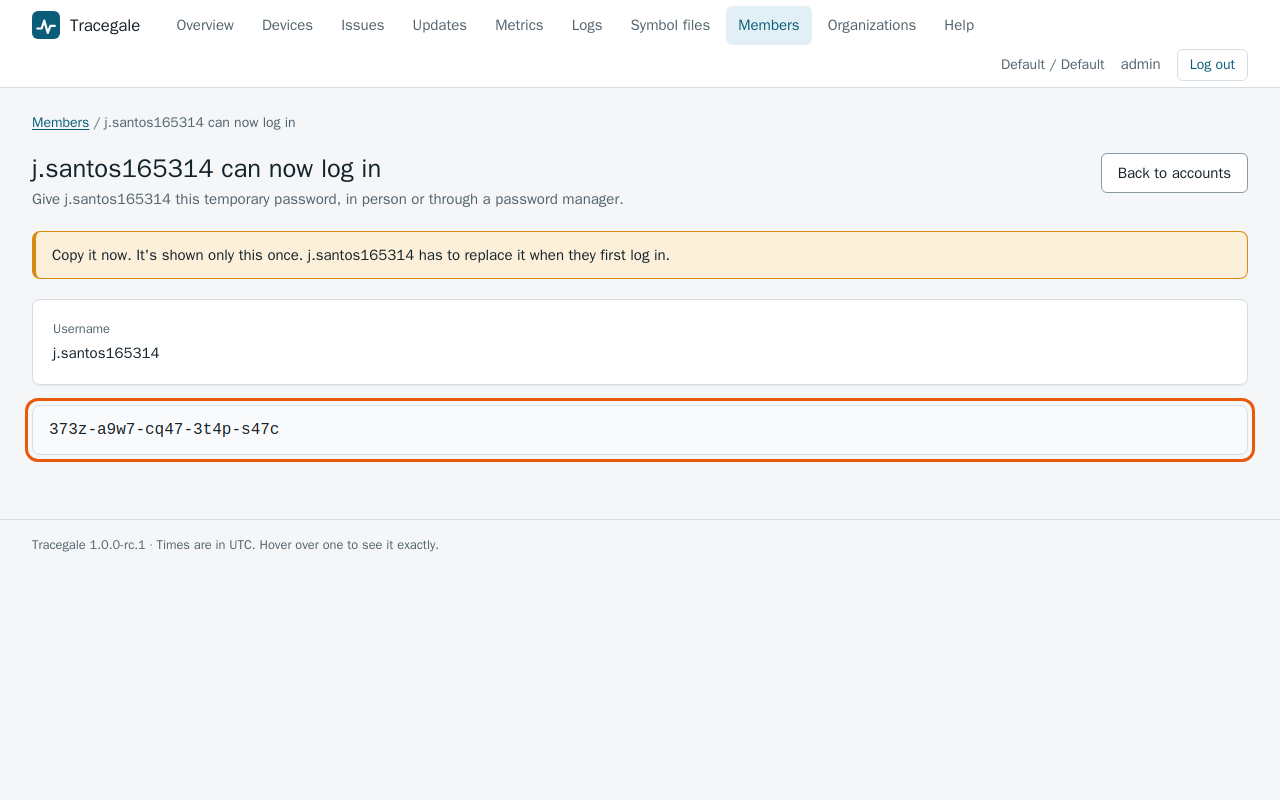 Tracegale
Overview Devices Issues Updates Metrics Logs Symbol files Members Organizations Help
Default / Default admin Log out
Members / j.santos165314 can now log in
j.santos165314 can now log in
Back to accounts
Give j.santos165314 this temporary password, in person or through a password manager.
Copy it now. It's shown only this once. j.santos165314 has to replace it when they first log in.
Username
j.santos165314
373z-a9w7-cq47-3t4p-s47c
Tracegale 1.0.0-rc.1 · Times are in UTC. Hover over one to see it exactly.